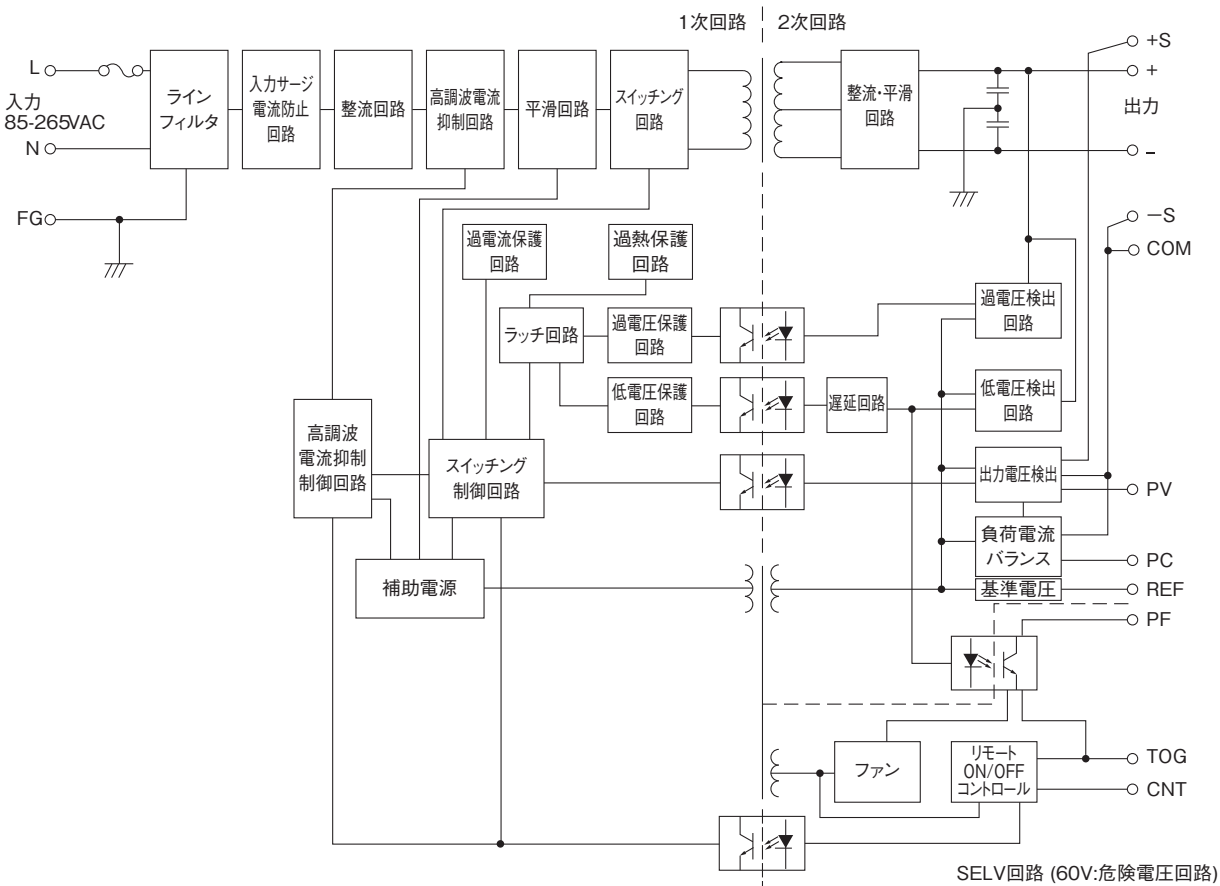 1次回路
2次回路
+S
L
+
入力
85-265VAC
出力
N
−
ライン
フィルタ
入力サージ
電流防止
回路
整流回路
高調波電流
抑制回路
平滑回路
スイッチング
回路
整流・平滑
回路
FG
−S
COM
過電流保護
回路
過熱保護
回路
過電圧検出
回路
ラッチ回路
過電圧保護
回路
低電圧保護
回路
遅延回路
低電圧検出
回路
高調波
電流抑制
制御回路
スイッチング
制御回路
出力電圧検出
PV
負荷電流
バランス
PC
補助電源
基準電圧
REF
PF
ファン
リモート
ON/OFF
コントロール
TOG
CNT
SELV回路 (60V:危険電圧回路)